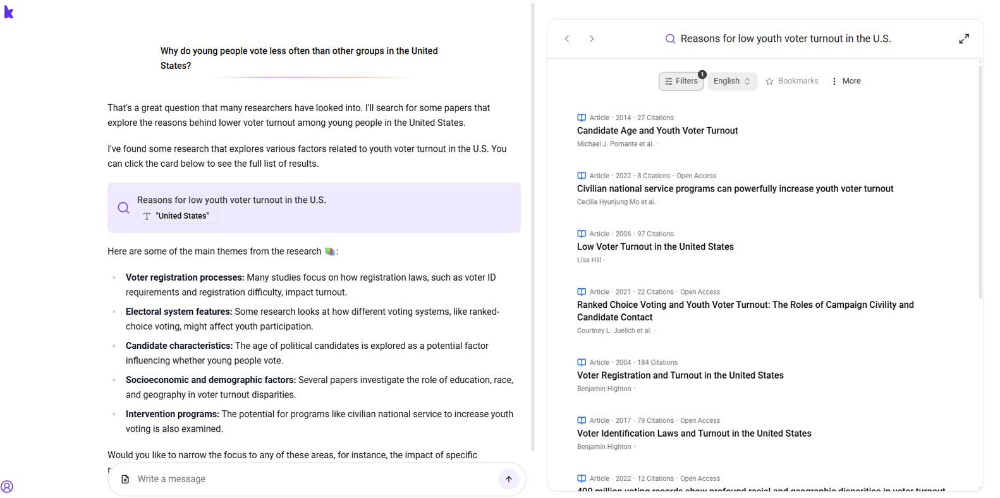 Why do young people vote less often than other groups in the United
States?
That's a great question that many researchers have looked into. I'll search for some papers that
explore the reasons behind lower voter turnout among young people in the United States.
I've found some research that explores various factors related to youth voter turnout in the U.S. You
can click the card below to see the full list of results.
Reasons for low youth voter turnout in the U.S.
"United States"
Here are some of the main themes from the research 📚:
Voter registration processes: Many studies focus on how registration laws, such as voter ID
requirements and registration difficulty, impact turnout.
Electoral system features: Some research looks at how different voting systems, like ranked-
choice voting, might affect youth participation.
Candidate characteristics: The age of political candidates is explored as a potential factor
influencing whether young people vote.
Socioeconomic and demographic factors: Several papers investigate the role of education, race,
and geography in voter turnout disparities.
Intervention programs: The potential for programs like civilian national service to increase youth
voting is also examined.
Would you like to narrow the focus to any of these areas, for instance, the impact of specific
Write a message
Reasons for low youth voter turnout in the U.S.
Filters 1 English Bookmarks More
Article · 2014 · 27 Citations
Candidate Age and Youth Voter Turnout
Michael J. Pomante et al. ·
Article · 2022 · 8 Citations · Open Access
Civilian national service programs can powerfully increase youth voter turnout
Cecilia Hyunjung Mo et al. ·
Article · 2006 · 97 Citations
Low Voter Turnout in the United States
Lisa Hill ·
Article · 2021 · 22 Citations · Open Access
Ranked Choice Voting and Youth Voter Turnout: The Roles of Campaign Civility and
Candidate Contact
Courtney L. Juelich et al. ·
Article · 2004 · 184 Citations
Voter Registration and Turnout in the United States
Benjamin Highton ·
Article · 2017 · 79 Citations · Open Access
Voter Identification Laws and Turnout in the United States
Benjamin Highton ·
Article · 2022 · 12 Citations · Open Access
400 million voting records show profound racial and geographic disparities in voter turnout